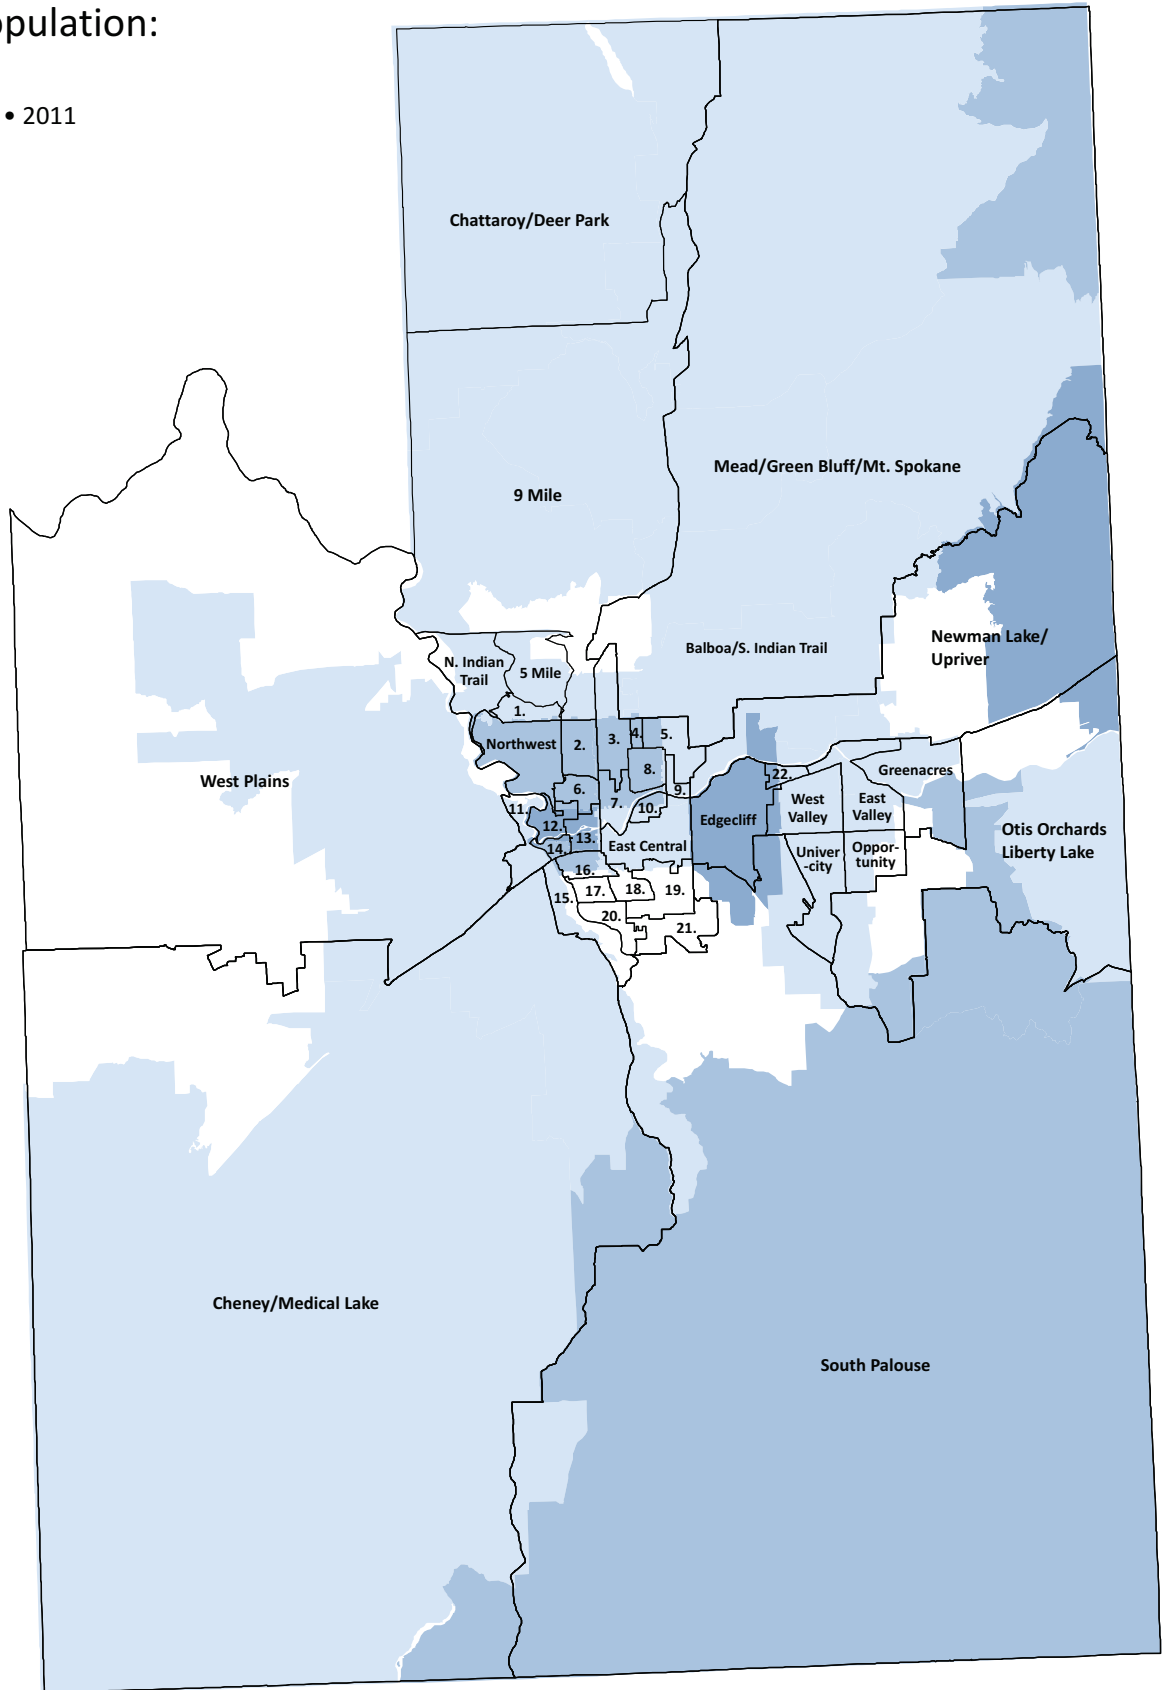 opulation:
• 2011
Chattaroy/Deer Park
Mead/Green Bluff/Mt. Spokane
9 Mile
Newman Lake/
Upriver
Balboa/S. Indian Trail
N. Indian
Trail
5 Mile
1.
Northwest
2.
3.
4.
5.
West Plains
8.
22.
Greenacres
6.
7.
9.
10.
11.
West
Valley
East
Valley
Edgecliff
12.
13.
14.
East Central
Otis Orchards
Liberty Lake
Univer
-city
Oppor-
tunity
16.
15.
17.
18.
19.
20.
21.
Cheney/Medical Lake
South Palouse